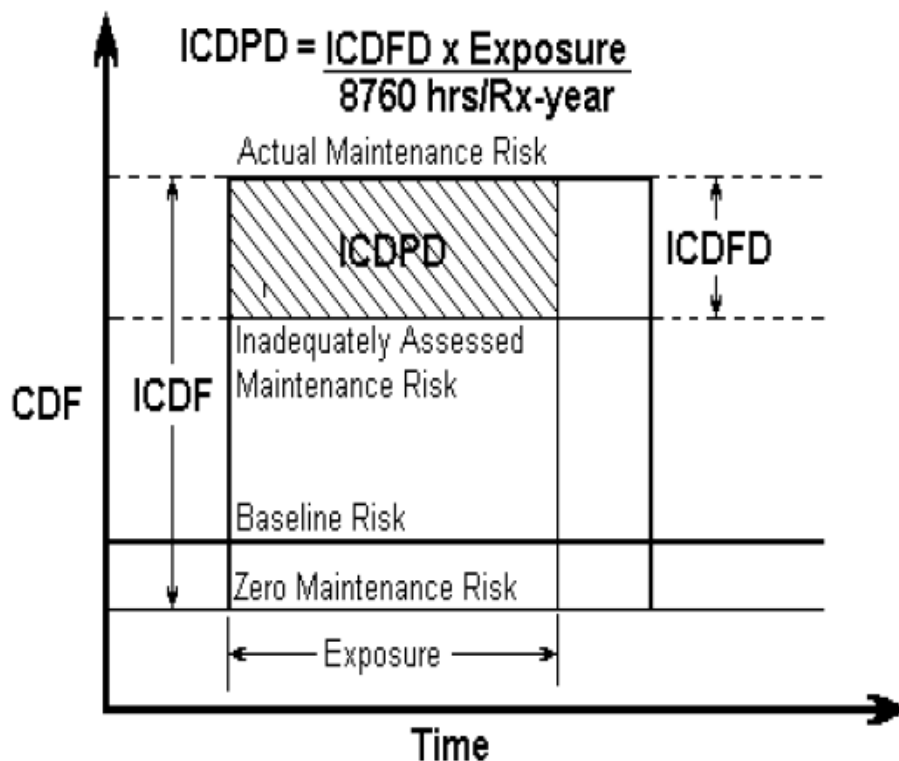 ICDPD = ICDFD x Exposure
8760 hrs/Rx-year
Actual Maintenance Risk
ICDPD
ICDFD
Inadequately Assessed
Maintenance Risk
CDF
ICDF
Baseline Risk
Zero Maintenance Risk
Exposure
Time